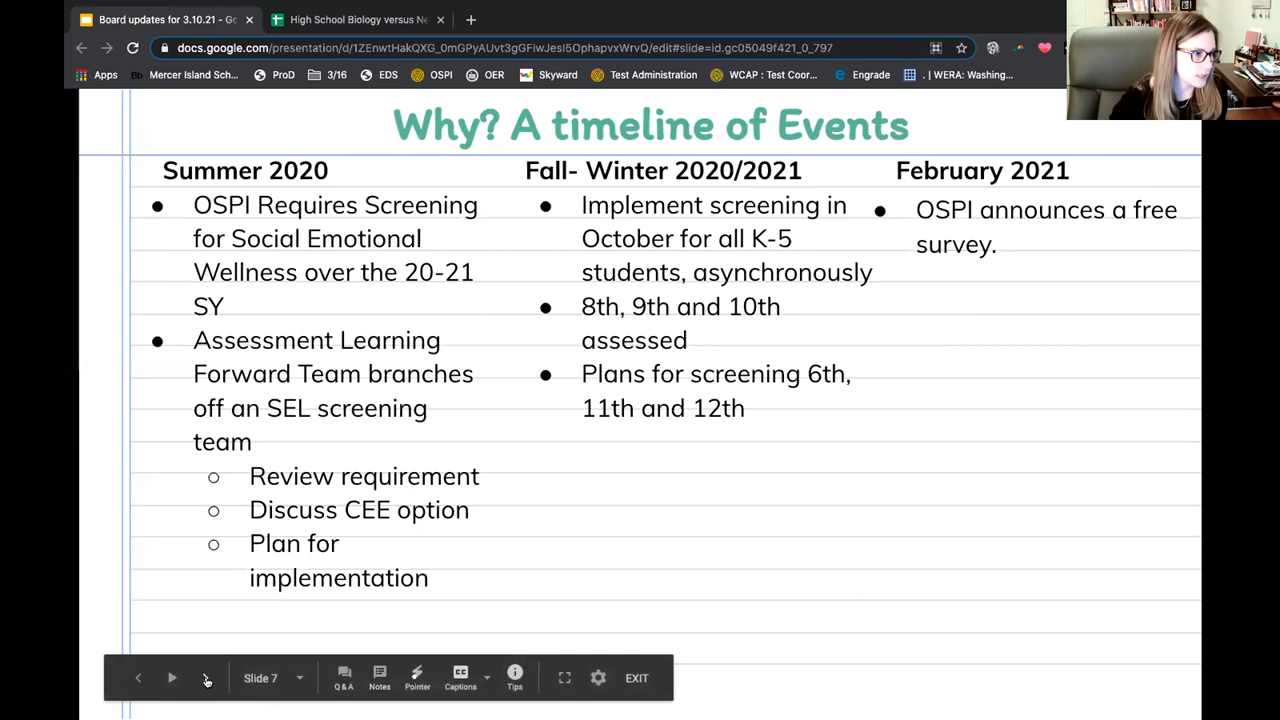 Board updates for 3.10.21 - Go
High School Biology versus Ne
docs.google.com/presentation/d/1ZEnwtHakQXG_0mGPyAUvt3gGFiwJesI5OphapvxWrvQ/edit#slide=id.gc05049f421_0_797
Apps
Mercer Island Sch...
ProD
3/16
EDS
OSPI
OER
Skyward
Test Administration
WCAP : Test Coor...
Engrade
. | WERA: Washing...
Why? A timeline of Events
Summer 2020
● OSPI Requires Screening
for Social Emotional
Wellness over the 20-21
SY
● Assessment Learning
Forward Team branches
off an SEL screening
team
○ Review requirement
○ Discuss CEE option
○ Plan for
implementation
Fall- Winter 2020/2021
● Implement screening in
October for all K-5
students, asynchronously
● 8th, 9th and 10th
assessed
● Plans for screening 6th,
11th and 12th
February 2021
● OSPI announces a free
survey.
Slide 7
Q & A
Notes
Pointer
Captions
Tips
EXIT